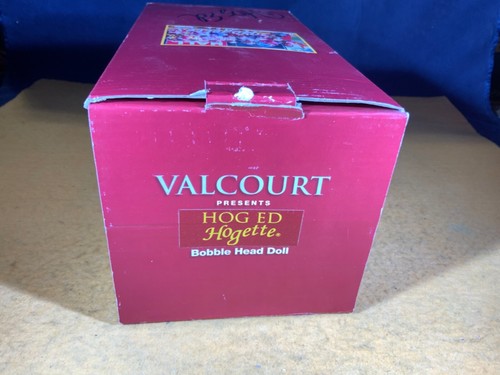 VALCOURT
PRESENTS
HOG ED
Hogette®
Bobble Head Doll